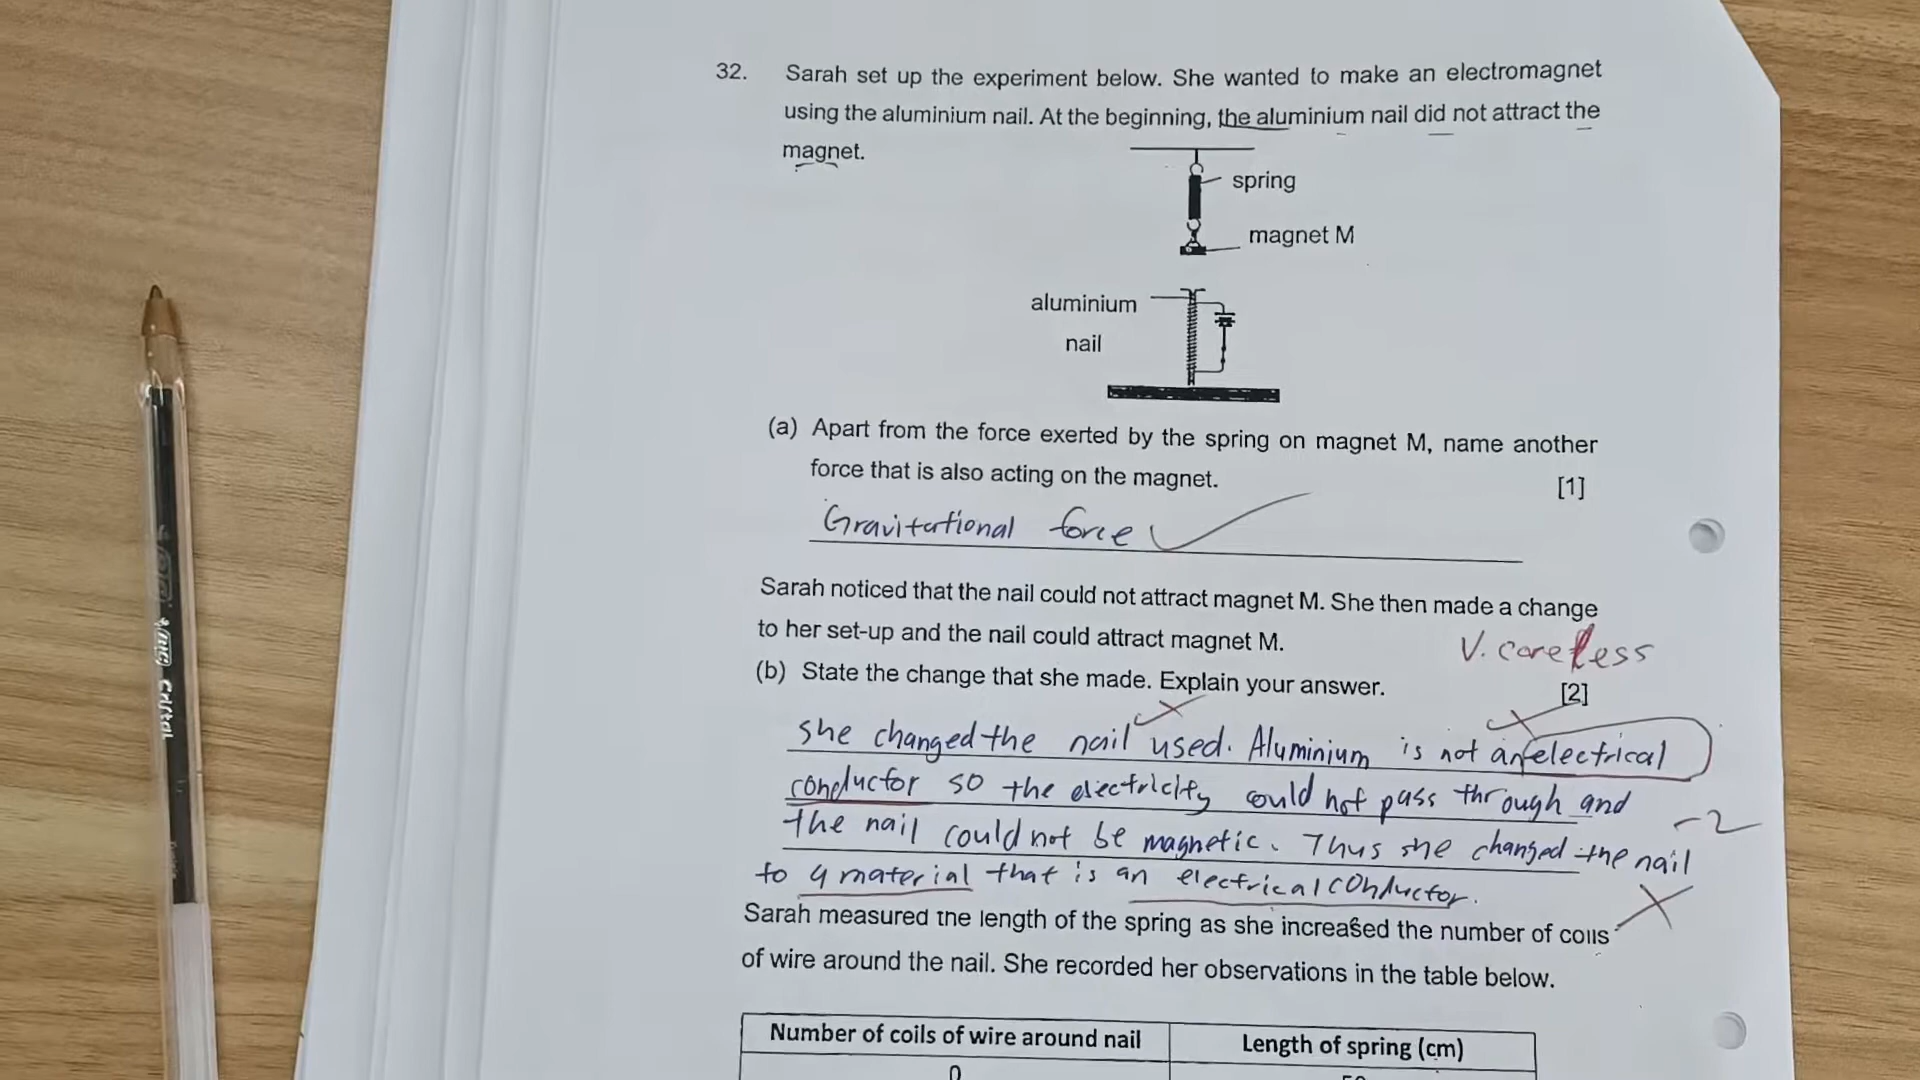 32. Sarah set up the experiment below. She wanted to make an electromagnet
using the aluminium nail. At the beginning, the aluminium nail did not attract the
magnet.
spring
magnet M
aluminium
nail
(a) Apart from the force exerted by the spring on magnet M, name another
force that is also acting on the magnet.
[1]
Gravitational force
Sarah noticed that the nail could not attract magnet M. She then made a change
to her set-up and the nail could attract magnet M.
V. careless
(b) State the change that she made. Explain your answer.
[2]
she changed the nail used. Aluminium is not an electrical
conductor so the electricity could not pass through and
-2
the nail could not be magnetic. Thus she changed the nail
to a material that is an electrical conductor.
Sarah measured the length of the spring as she increased the number of coils
of wire around the nail. She recorded her observations in the table below.
Number of coils of wire around nail
Length of spring (cm)
0
Cristal